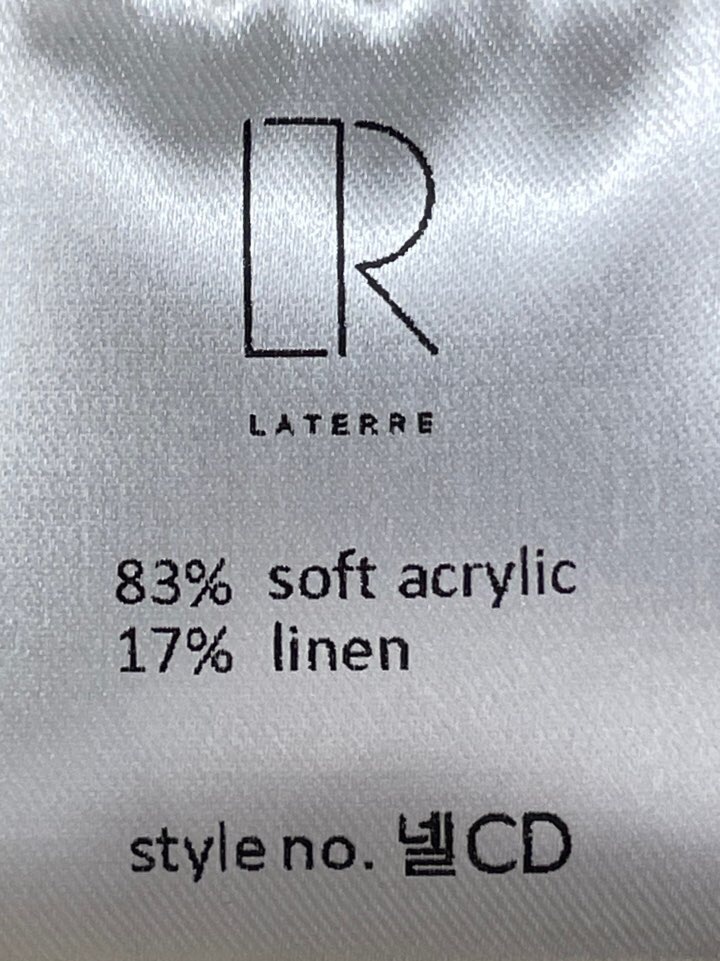 LR
LATERRE
83% soft acrylic
17% linen
style no. 넬CD